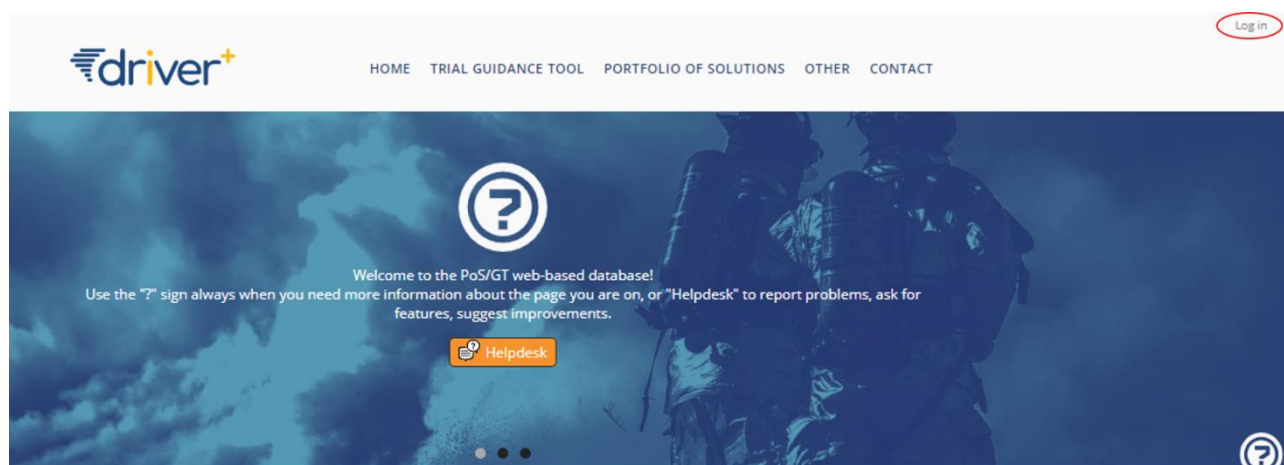 Log in
driver+
HOME TRIAL GUIDANCE TOOL PORTFOLIO OF SOLUTIONS OTHER CONTACT
?
Welcome to the PoS/GT web-based database!
Use the "?" sign always when you need more information about the page you are on, or "Helpdesk" to report problems, ask for
features, suggest improvements.
? Helpdesk
?